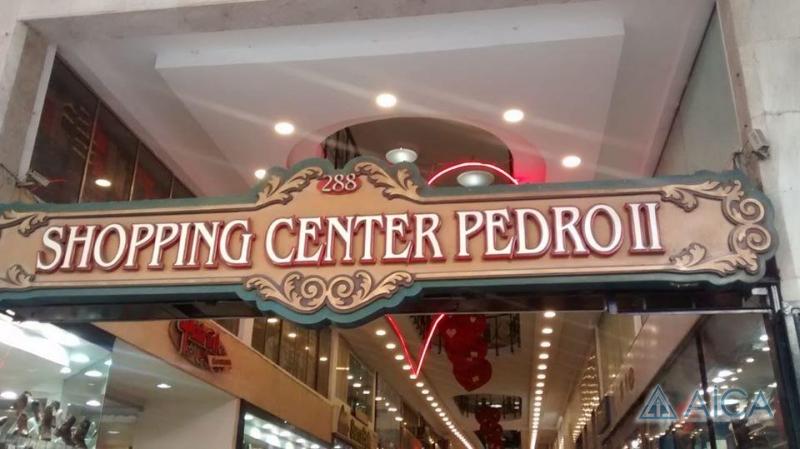 288
SHOPPING CENTER PEDRO II
AICA